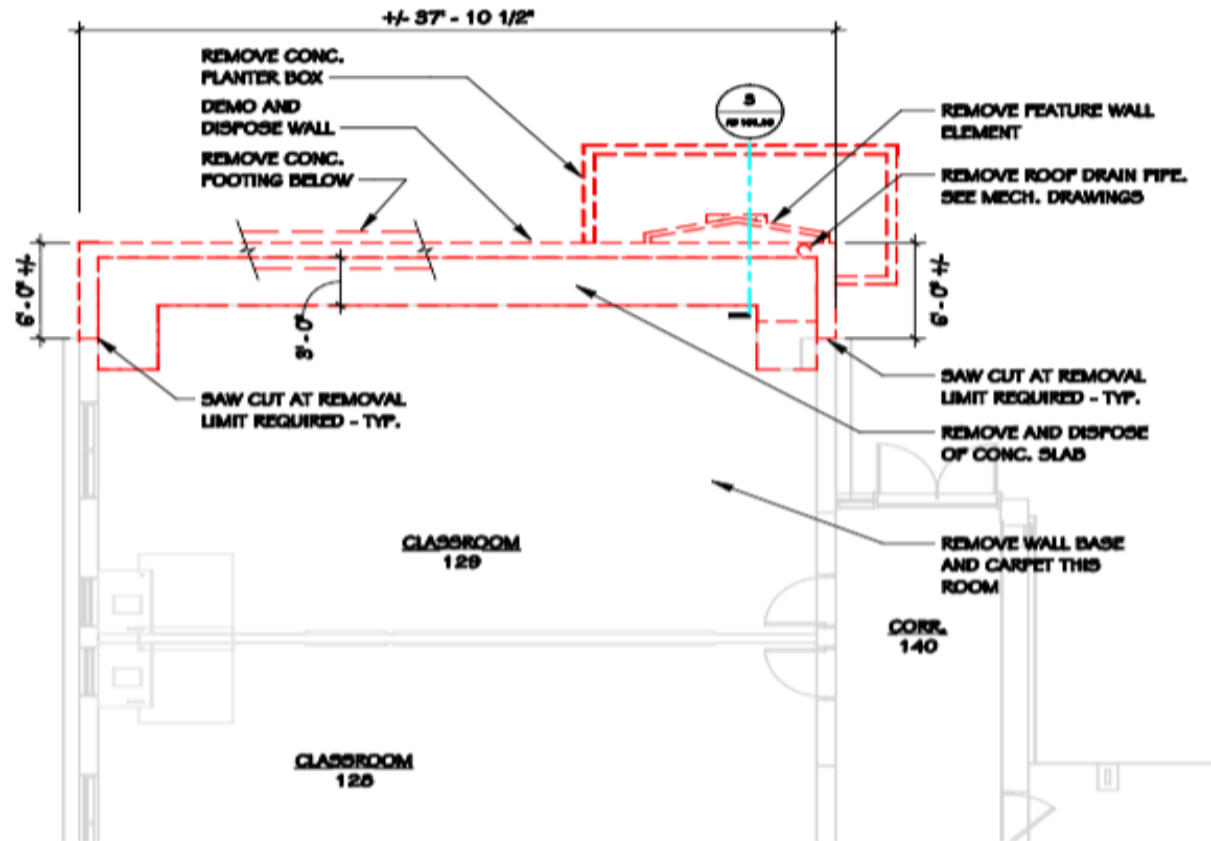 +/- 37' - 10 1/2"
REMOVE CONC.
PLANTER BOX
DEMO AND
DISPOSE WALL
REMOVE CONC.
FOOTING BELOW
REMOVE FEATURE WALL
ELEMENT
REMOVE ROOF DRAIN PIPE.
SEE MECH. DRAWINGS
6' - 0" +/-
3' - 0"
6' - 0" +/-
SAW CUT AT REMOVAL
LIMIT REQUIRED - TYP.
SAW CUT AT REMOVAL
LIMIT REQUIRED - TYP.
REMOVE AND DISPOSE
OF CONC. SLAB
CLASSROOM
129
REMOVE WALL BASE
AND CARPET THIS
ROOM
CORR.
140
CLASSROOM
128